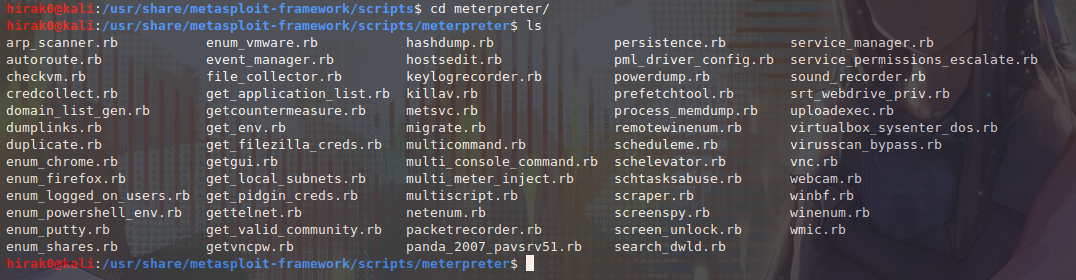 hirak0@kali:/usr/share/metasploit-framework/scripts$ cd meterpreter/
hirak0@kali:/usr/share/metasploit-framework/scripts/meterpreter$ ls
arp_scanner.rb enum_vmware.rb hashdump.rb persistence.rb service_manager.rb
autoroute.rb event_manager.rb hostsedit.rb pml_driver_config.rb service_permissions_escalate.rb
checkvm.rb file_collector.rb keylogrecorder.rb powerdump.rb sound_recorder.rb
credcollect.rb get_application_list.rb killav.rb prefetchtool.rb srt_webdrive_priv.rb
domain_list_gen.rb getcountermeasure.rb metsvc.rb process_memdump.rb uploadexec.rb
dumplinks.rb get_env.rb migrate.rb remotewinenum.rb virtualbox_sysenter_dos.rb
duplicate.rb get_filezilla_creds.rb multicommand.rb scheduleme.rb virusscan_bypass.rb
enum_chrome.rb getgui.rb multi_console_command.rb schelevator.rb vnc.rb
enum_firefox.rb get_local_subnets.rb multi_meter_inject.rb schtasksabuse.rb webcam.rb
enum_logged_on_users.rb get_pidgin_creds.rb multiscript.rb scraper.rb winbf.rb
enum_powershell_env.rb gettelnet.rb netenum.rb screenspy.rb winenum.rb
enum_putty.rb get_valid_community.rb packetrecorder.rb screen_unlock.rb wmic.rb
enum_shares.rb getvncpw.rb panda_2007_pavsrv51.rb search_dwld.rb
hirak0@kali:/usr/share/metasploit-framework/scripts/meterpreter$